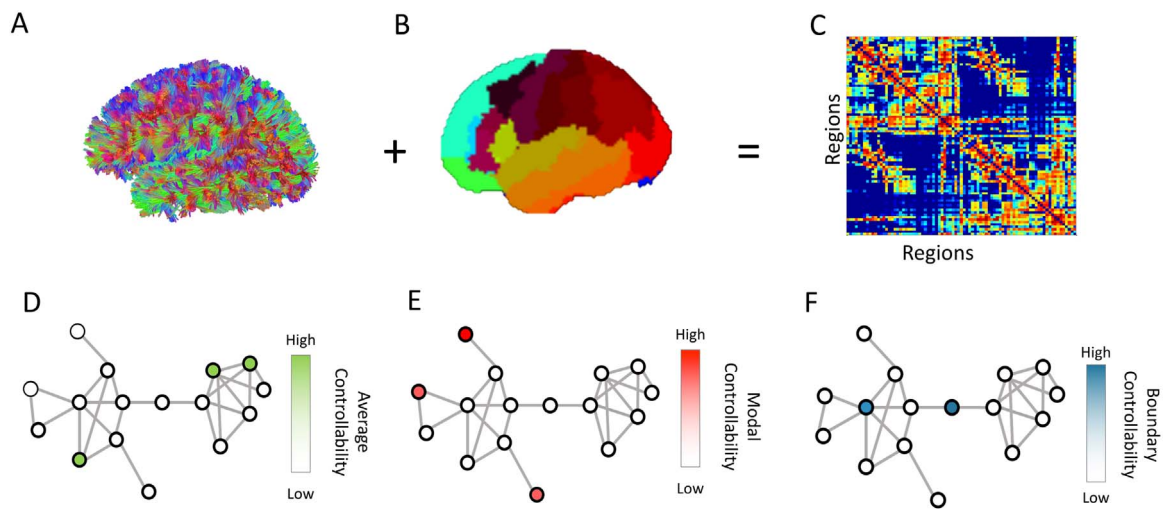 A
B
C
+
=
Regions
Regions
D
High
Low
Average
Controllability
E
High
Low
Modal
Controllability
F
High
Low
Boundary
Controllability